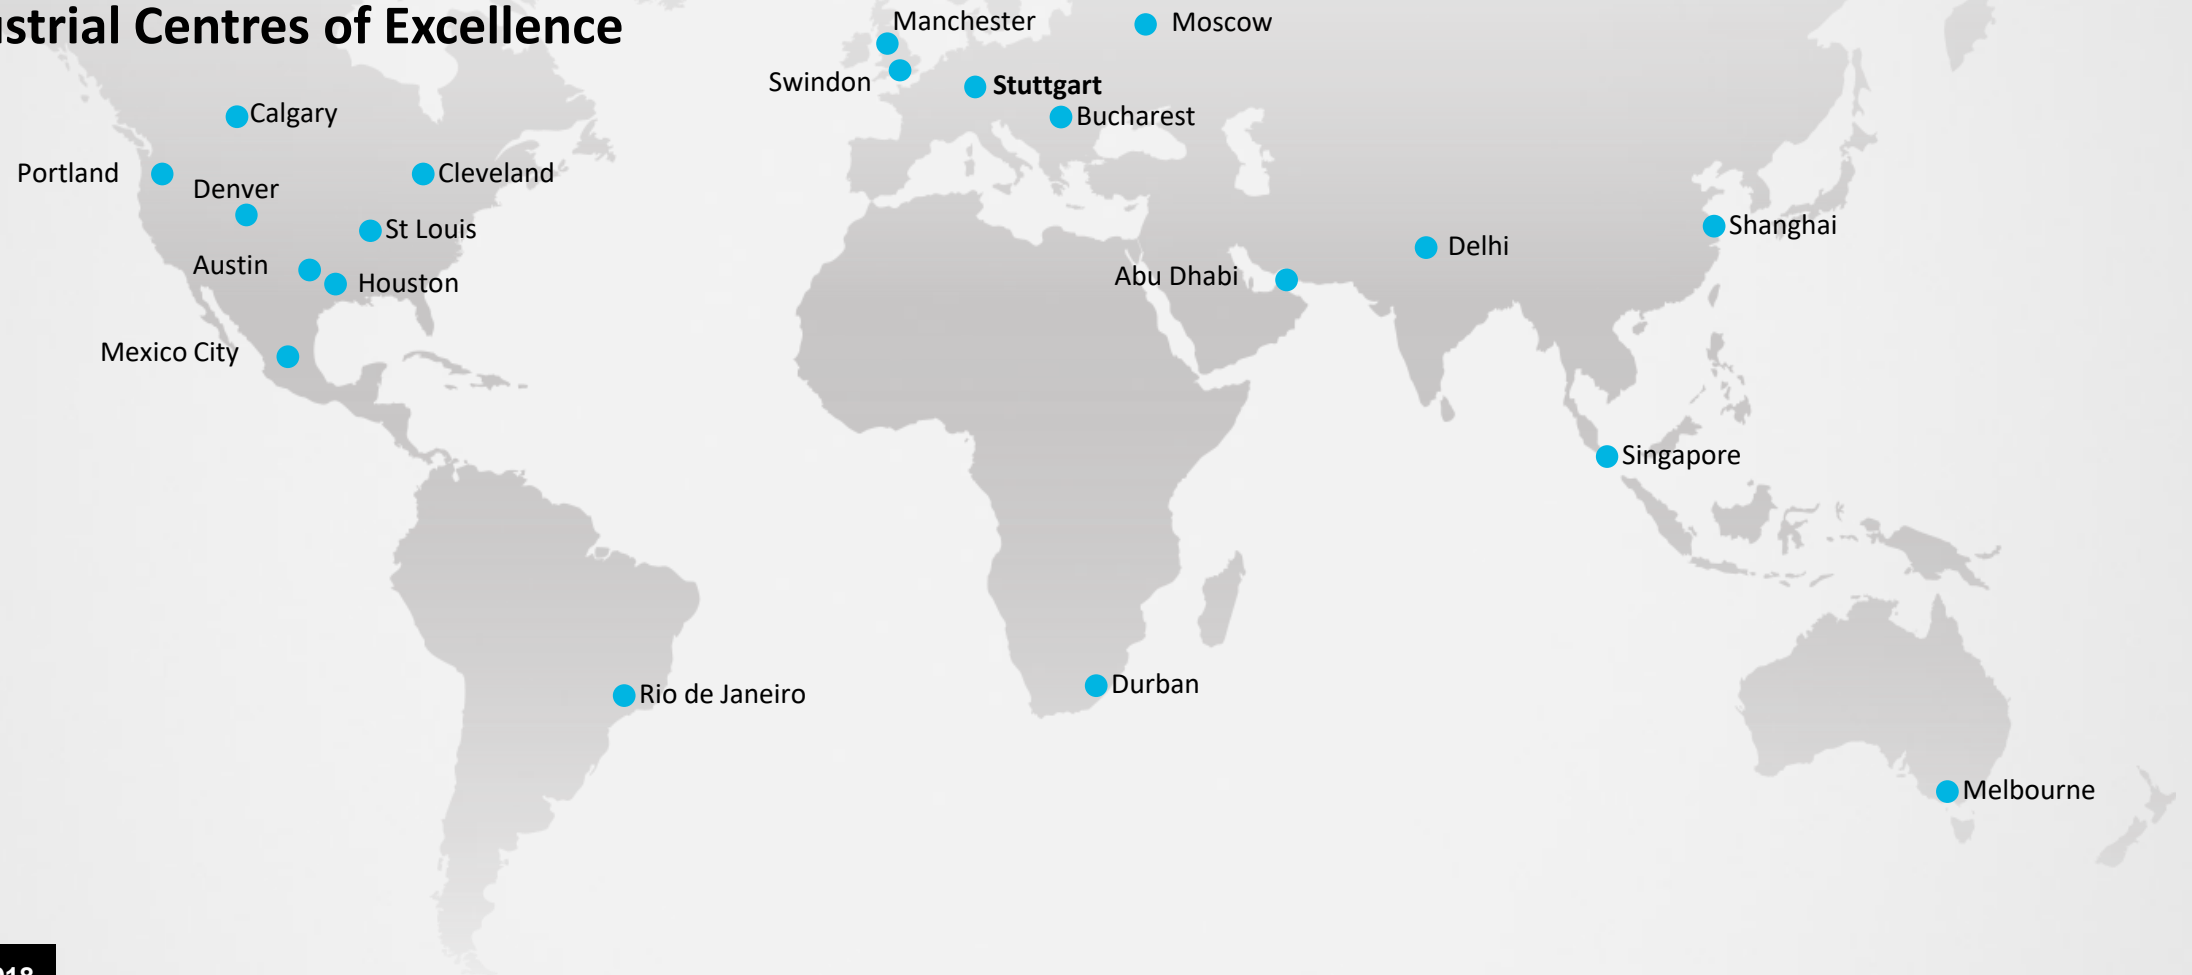 Centres of Excellence
Manchester
Moscow
Swindon
Stuttgart
Calgary
Bucharest
Portland
Cleveland
Denver
St Louis
Shanghai
Delhi
Austin
Abu Dhabi
Houston
Mexico City
Singapore
Durban
Rio de Janeiro
Melbourne